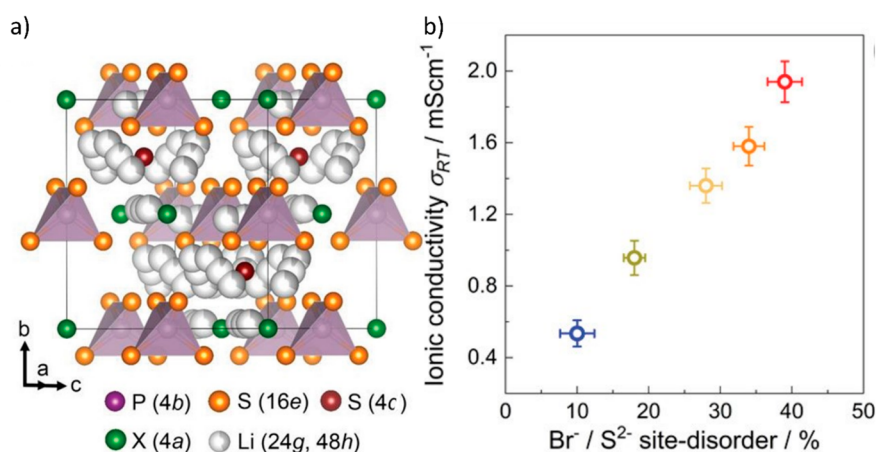 a)
b
a
c
P (4b)
S (16e)
S (4c)
X (4a)
Li (24g, 48h)
b)
Ionic conductivity σRT / mScm-1
2.0
1.6
1.2
0.8
0.4
0
10
20
30
40
50
Br- / S2- site-disorder / %